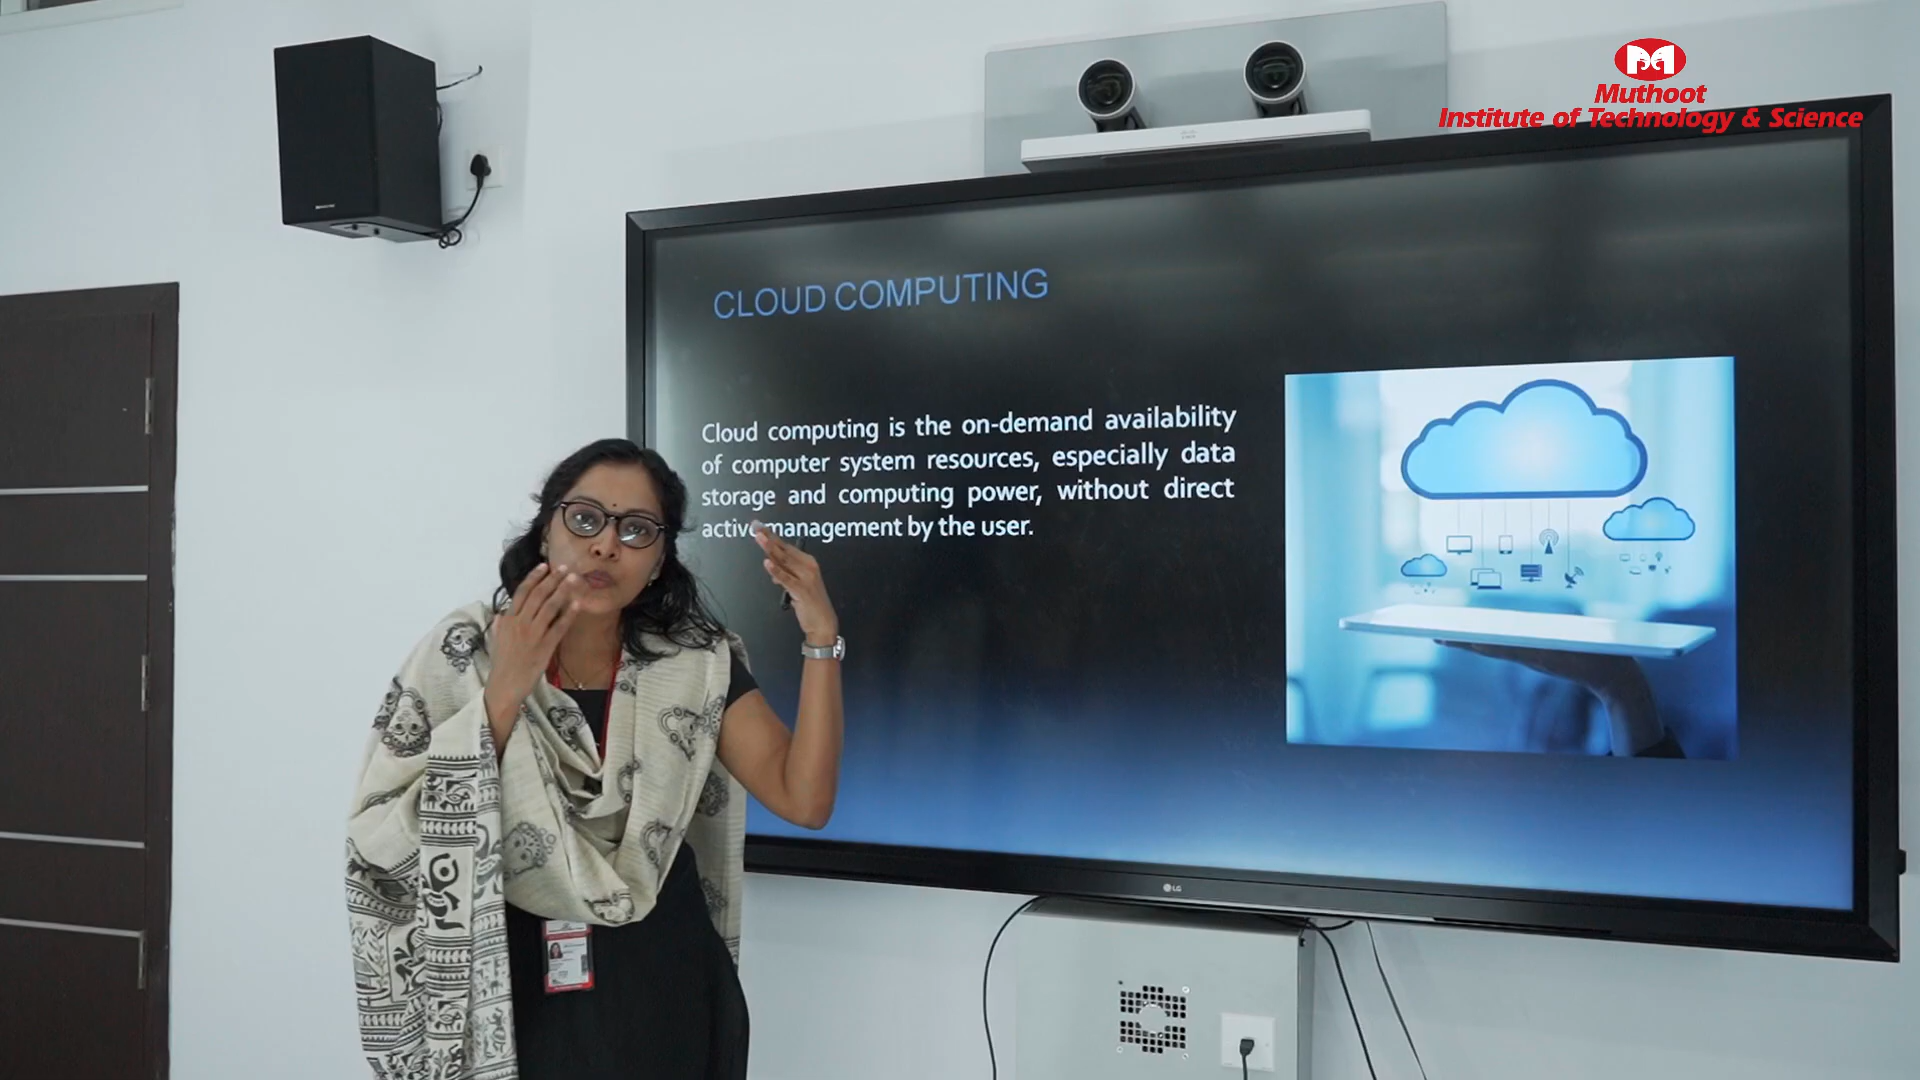 Muthoot
Institute of Technology & Science
CLOUD COMPUTING
Cloud computing is the on-demand availability
of computer system resources, especially data
storage and computing power, without direct
active management by the user.
LG